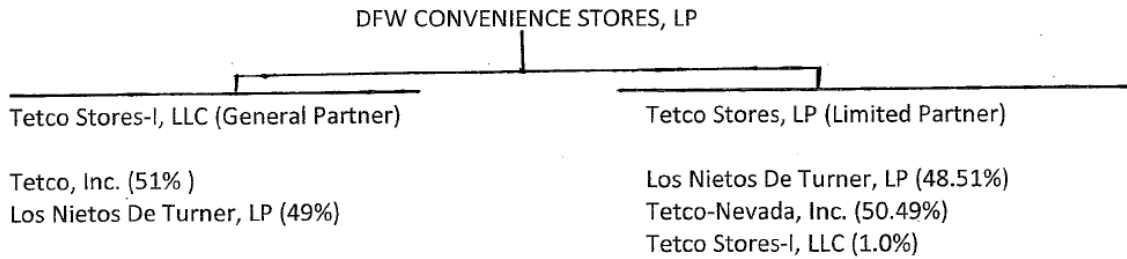 DFW CONVENIENCE STORES, LP
Tetco Stores-I, LLC (General Partner)
Tetco, Inc. (51% )
Los Nietos De Turner, LP (49%)
Tetco Stores, LP (Limited Partner)
Los Nietos De Turner, LP (48.51%)
Tetco-Nevada, Inc. (50.49%)
Tetco Stores-I, LLC (1.0%)